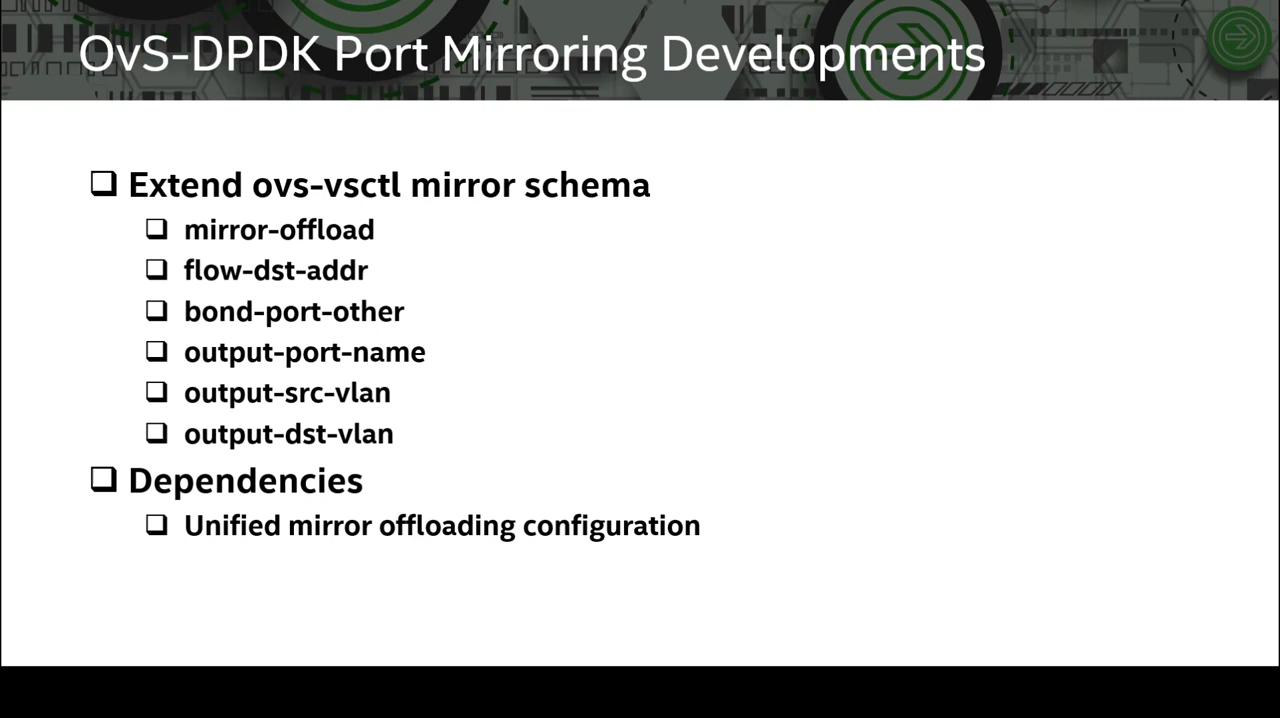 OvS-DPDK Port Mirroring Developments
Extend ovs-vsctl mirror schema
mirror-offload
flow-dst-addr
bond-port-other
output-port-name
output-src-vlan
output-dst-vlan
Dependencies
Unified mirror offloading configuration